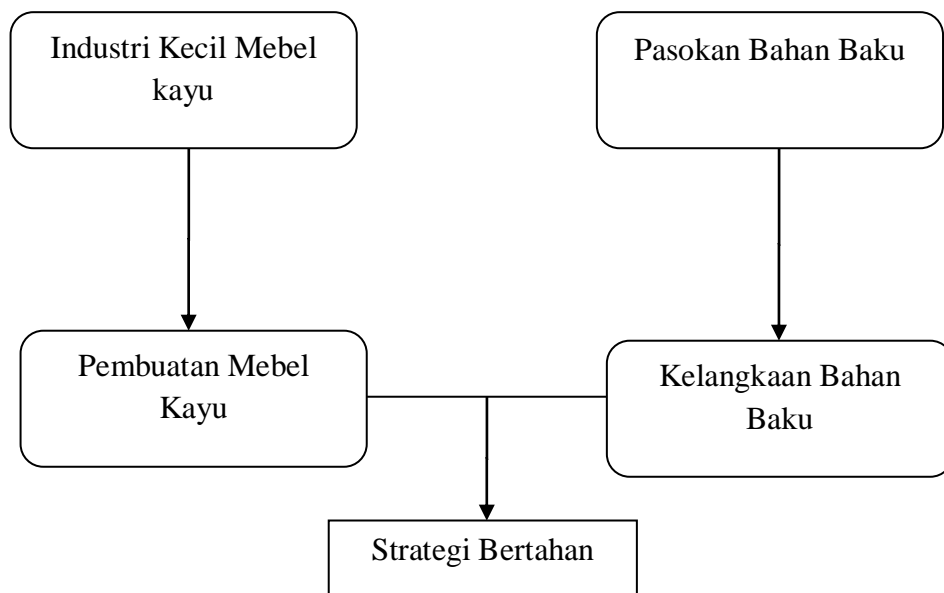 Industri Kecil Mebel
kayu
Pasokan Bahan Baku
Pembuatan Mebel
Kayu
Kelangkaan Bahan
Baku
Strategi Bertahan